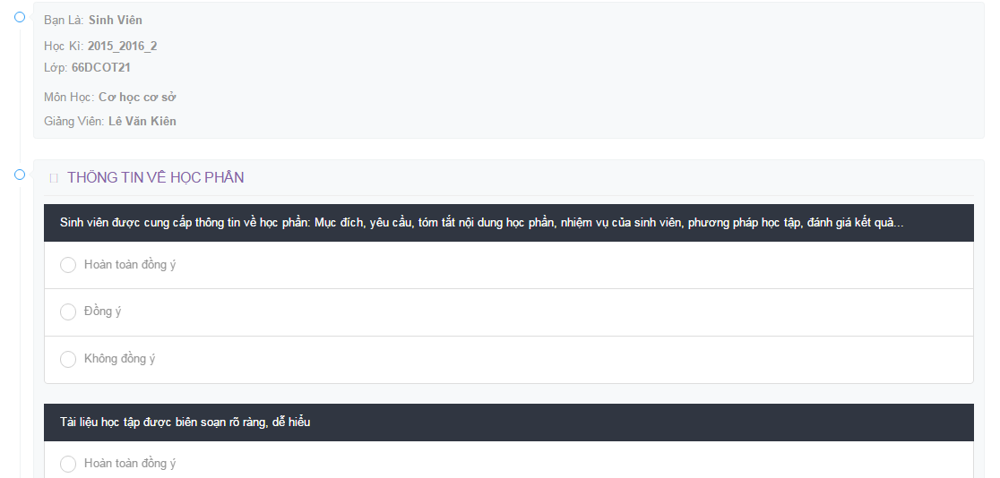 Bạn Là: Sinh Viên
Học Kì: 2015_2016_2
Lớp: 66DCOT21
Môn Học: Cơ học cơ sở
Giảng Viên: Lê Văn Kiên
THÔNG TIN VỀ HỌC PHẦN
Sinh viên được cung cấp thông tin về học phần: Mục đích, yêu cầu, tóm tắt nội dung học phần, nhiệm vụ của sinh viên, phương pháp học tập, đánh giá kết quả...
Hoàn toàn đồng ý
Đồng ý
Không đồng ý
Tài liệu học tập được biên soạn rõ ràng, dễ hiểu
Hoàn toàn đồng ý